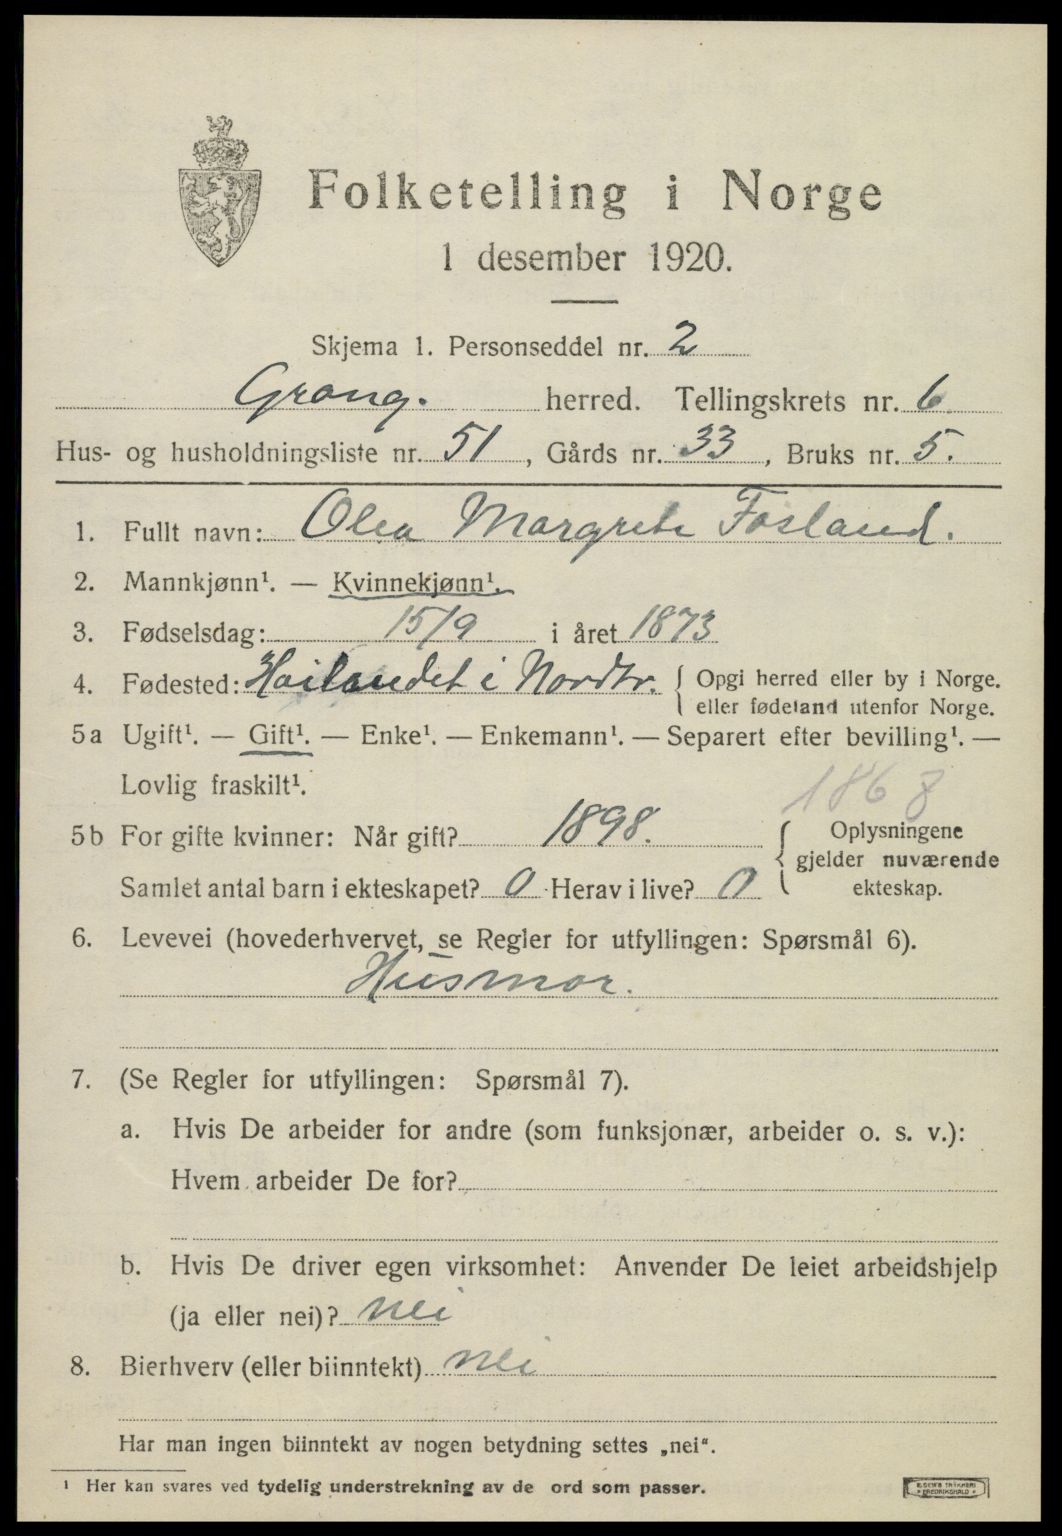 Folketelling i Norge
1 desember 1920.
Skjema 1. Personseddel nr. 2
Grong. herred. Tellingskrets nr. 6
Hus- og husholdningsliste nr. 51, Gårds nr. 33, Bruks nr. 5.
1. Fullt navn: Olea Margrete Fosland.
2. Mannkjønn¹. — Kvinnekjønn¹.
3. Fødselsdag: 15/9 i året 1873
4. Fødested: Høilandet i Nordtr. { Opgi herred eller by i Norge.
eller fødeland utenfor Norge.
5a Ugift¹. — Gift¹. — Enke¹. — Enkemann¹. — Separert efter bevilling¹. —
Lovlig fraskilt¹.
1868
5b For gifte kvinner: Når gift? 1898. { Oplysningene
gjelder nuværende
Samlet antal barn i ekteskapet? 0 Herav i live? 0 ekteskap.
6. Levevei (hovederhvervet, se Regler for utfyllingen: Spørsmål 6).
Husmor.
7. (Se Regler for utfyllingen: Spørsmål 7).
a. Hvis De arbeider for andre (som funksjonær, arbeider o. s. v.):
Hvem arbeider De for?
b. Hvis De driver egen virksomhet: Anvender De leiet arbeidshjelp
(ja eller nei)? nei
8. Bierhverv (eller biinntekt) nei
Har man ingen biinntekt av nogen betydning settes „nei“.
¹ Her kan svares ved tydelig understrekning av de ord som passer.